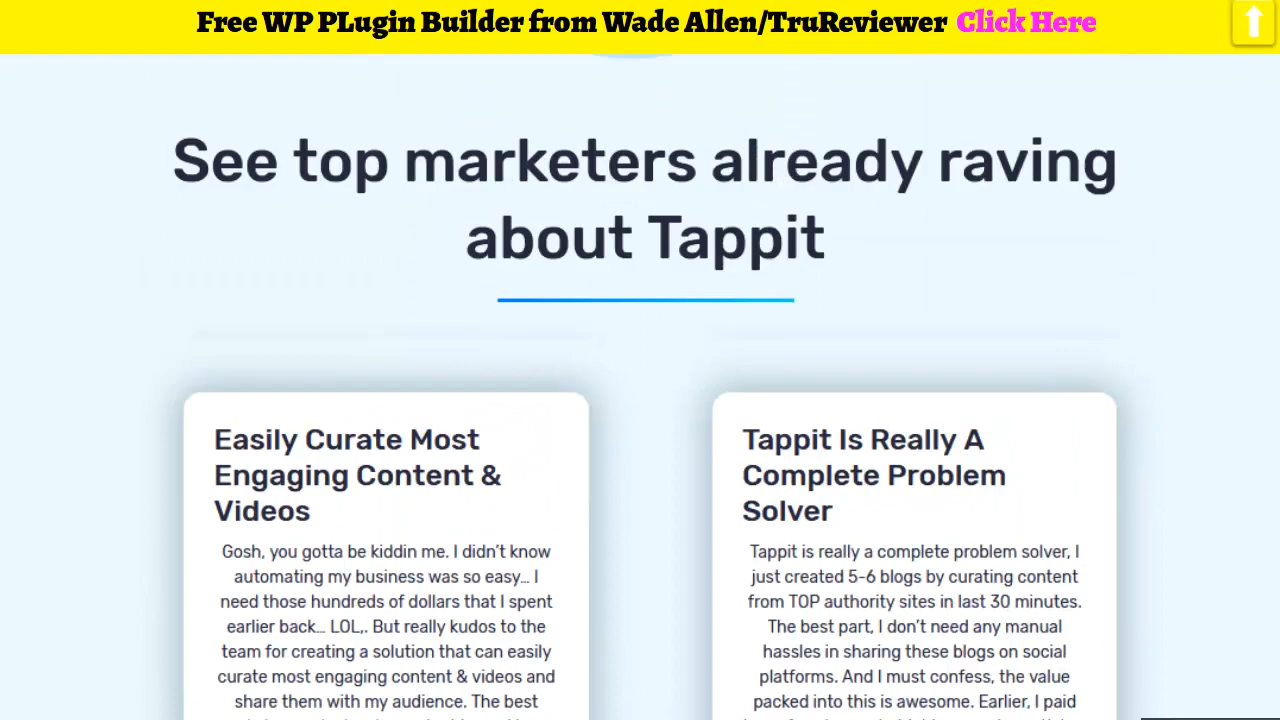 Free WP PLugin Builder from Wade Allen/TruReviewer Click Here
See top marketers already raving
about Tappit
Easily Curate Most
Engaging Content &
Videos
Gosh, you gotta be kiddin me. I didn't know
automating my business was so easy... I
need those hundreds of dollars that I spent
earlier back... LOL,. But really kudos to the
team for creating a solution that can easily
curate most engaging content & videos and
share them with my audience. The best
Tappit Is Really A
Complete Problem
Solver
Tappit is really a complete problem solver, I
just created 5-6 blogs by curating content
from TOP authority sites in last 30 minutes.
The best part, I don't need any manual
hassles in sharing these blogs on social
platforms. And I must confess, the value
packed into this is awesome. Earlier, I paid